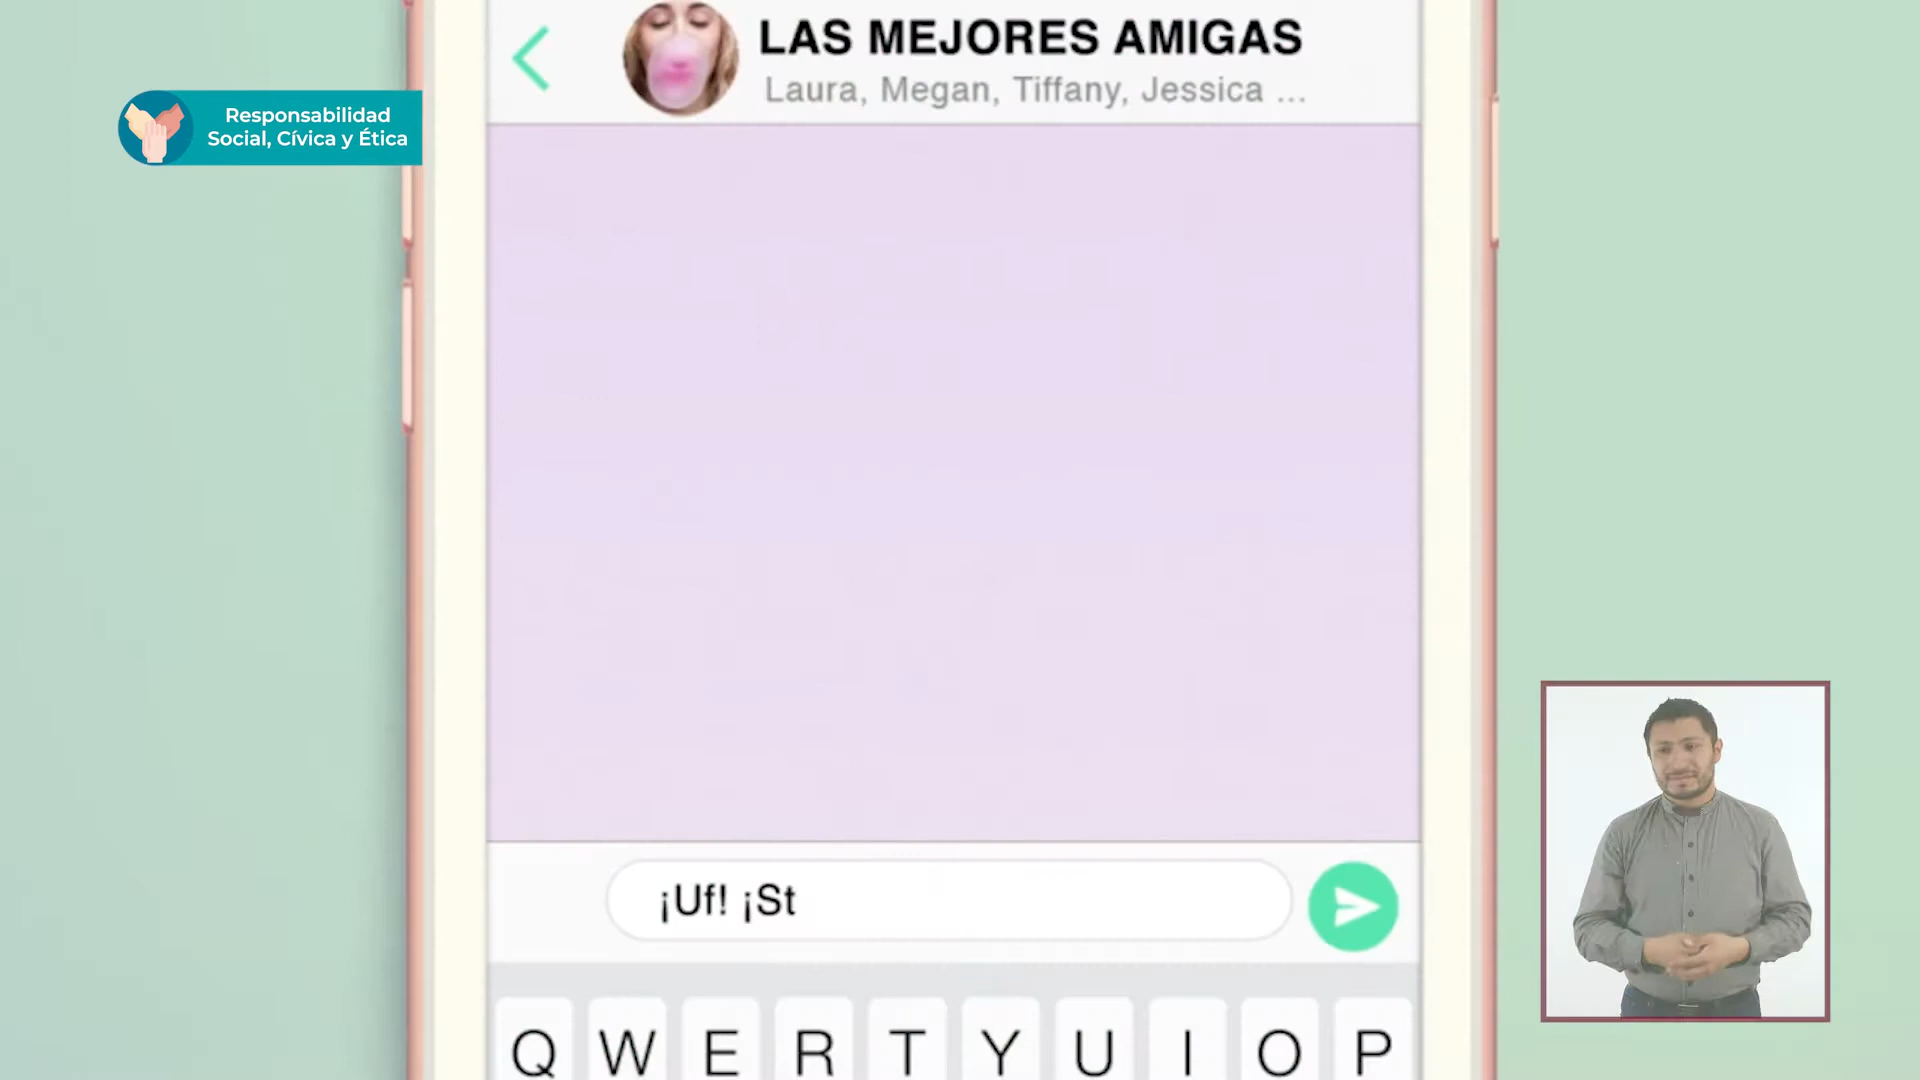 LAS MEJORES AMIGAS
Laura, Megan, Tiffany, Jessica ...
Responsabilidad
Social, Cívica y Ética
¡Uf! ¡St
Q W E R T Y U I O P